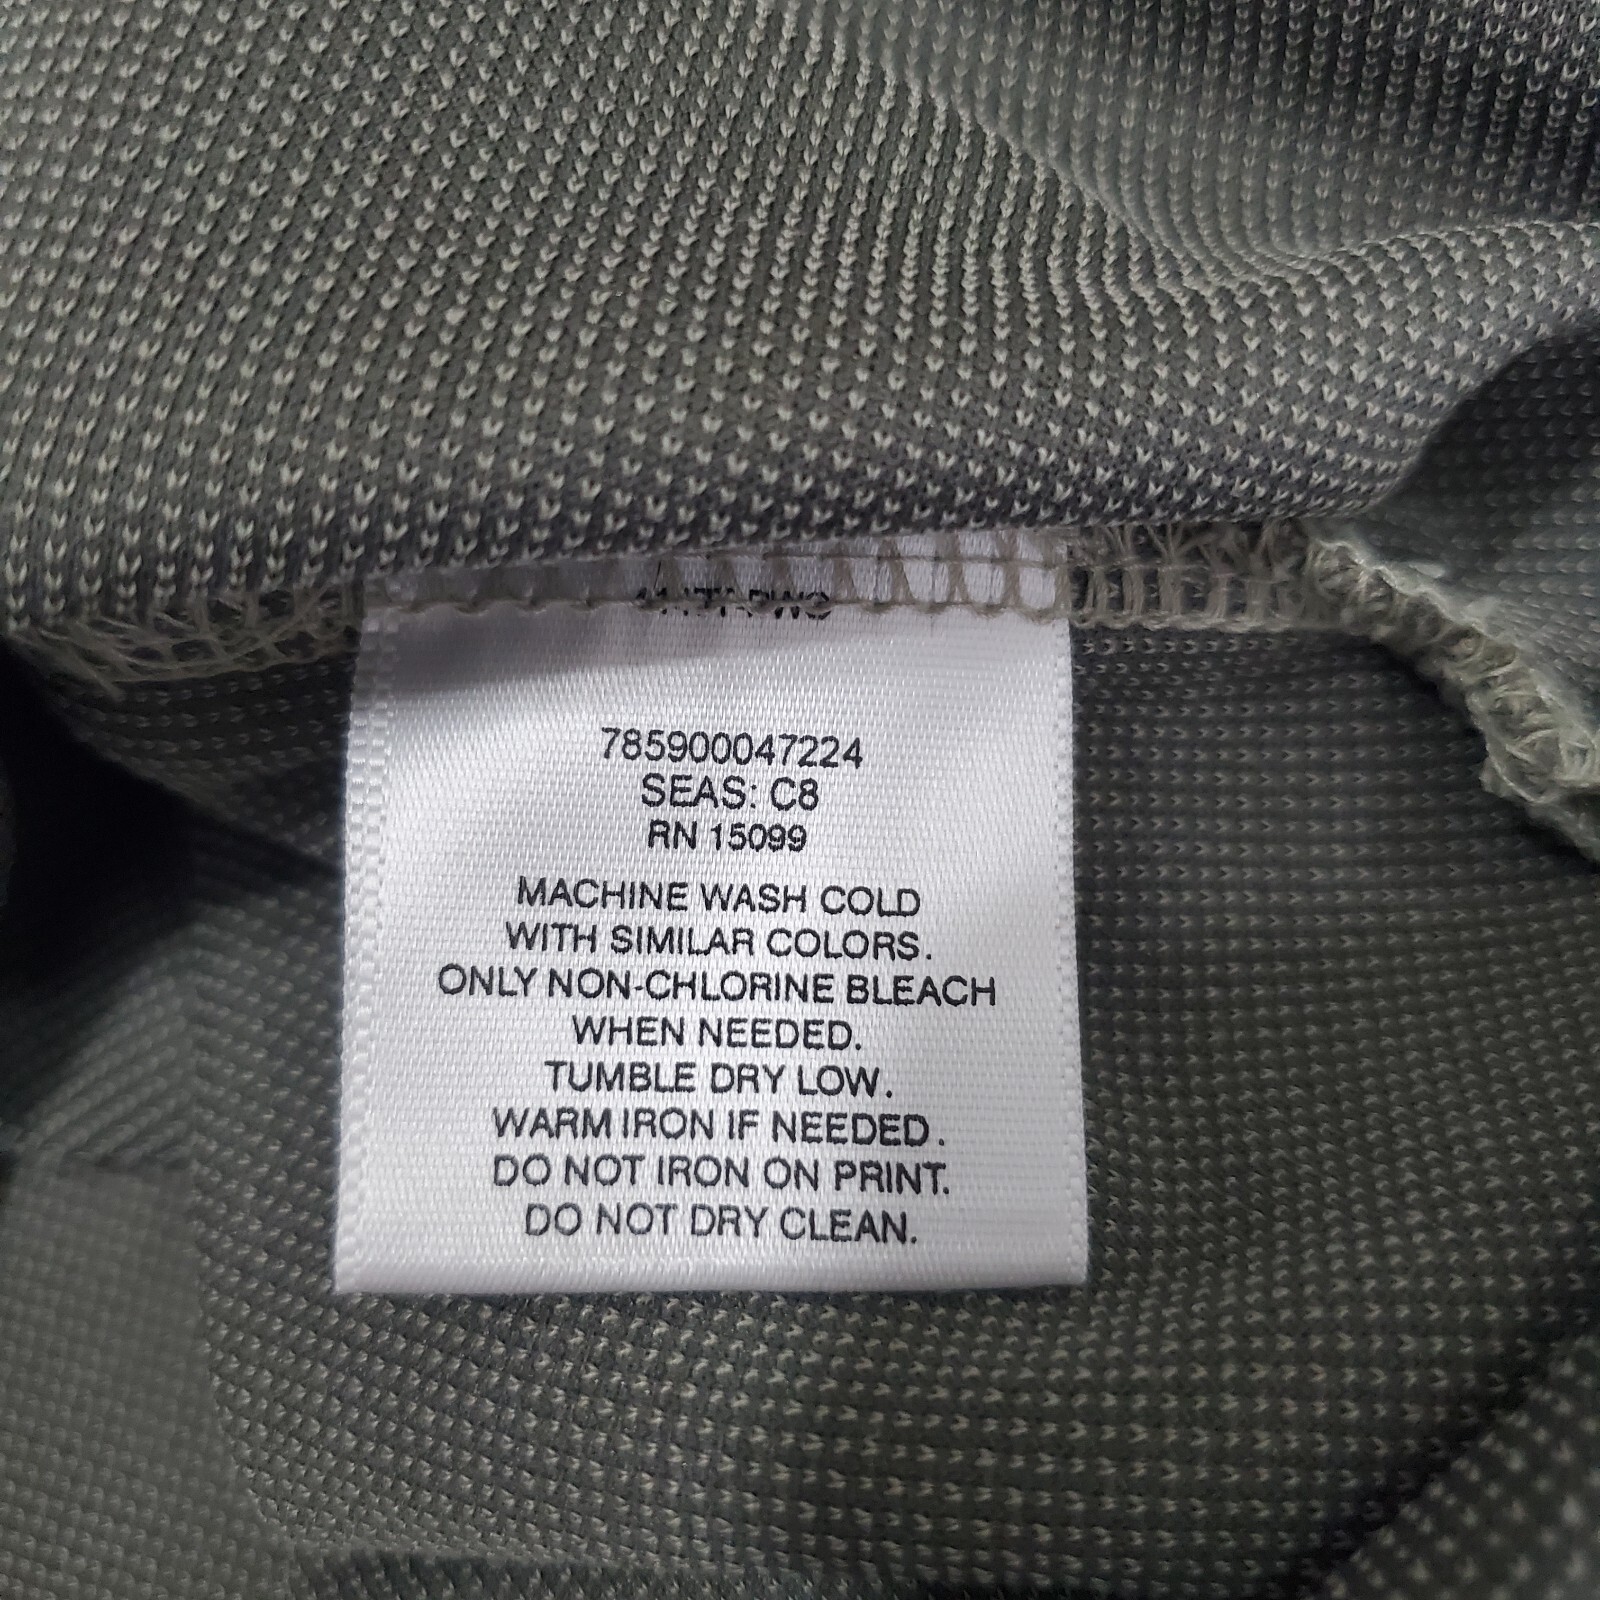 785900047224
SEAS: C8
RN 15099
MACHINE WASH COLD
WITH SIMILAR COLORS.
ONLY NON-CHLORINE BLEACH
WHEN NEEDED.
TUMBLE DRY LOW.
WARM IRON IF NEEDED.
DO NOT IRON ON PRINT.
DO NOT DRY CLEAN.